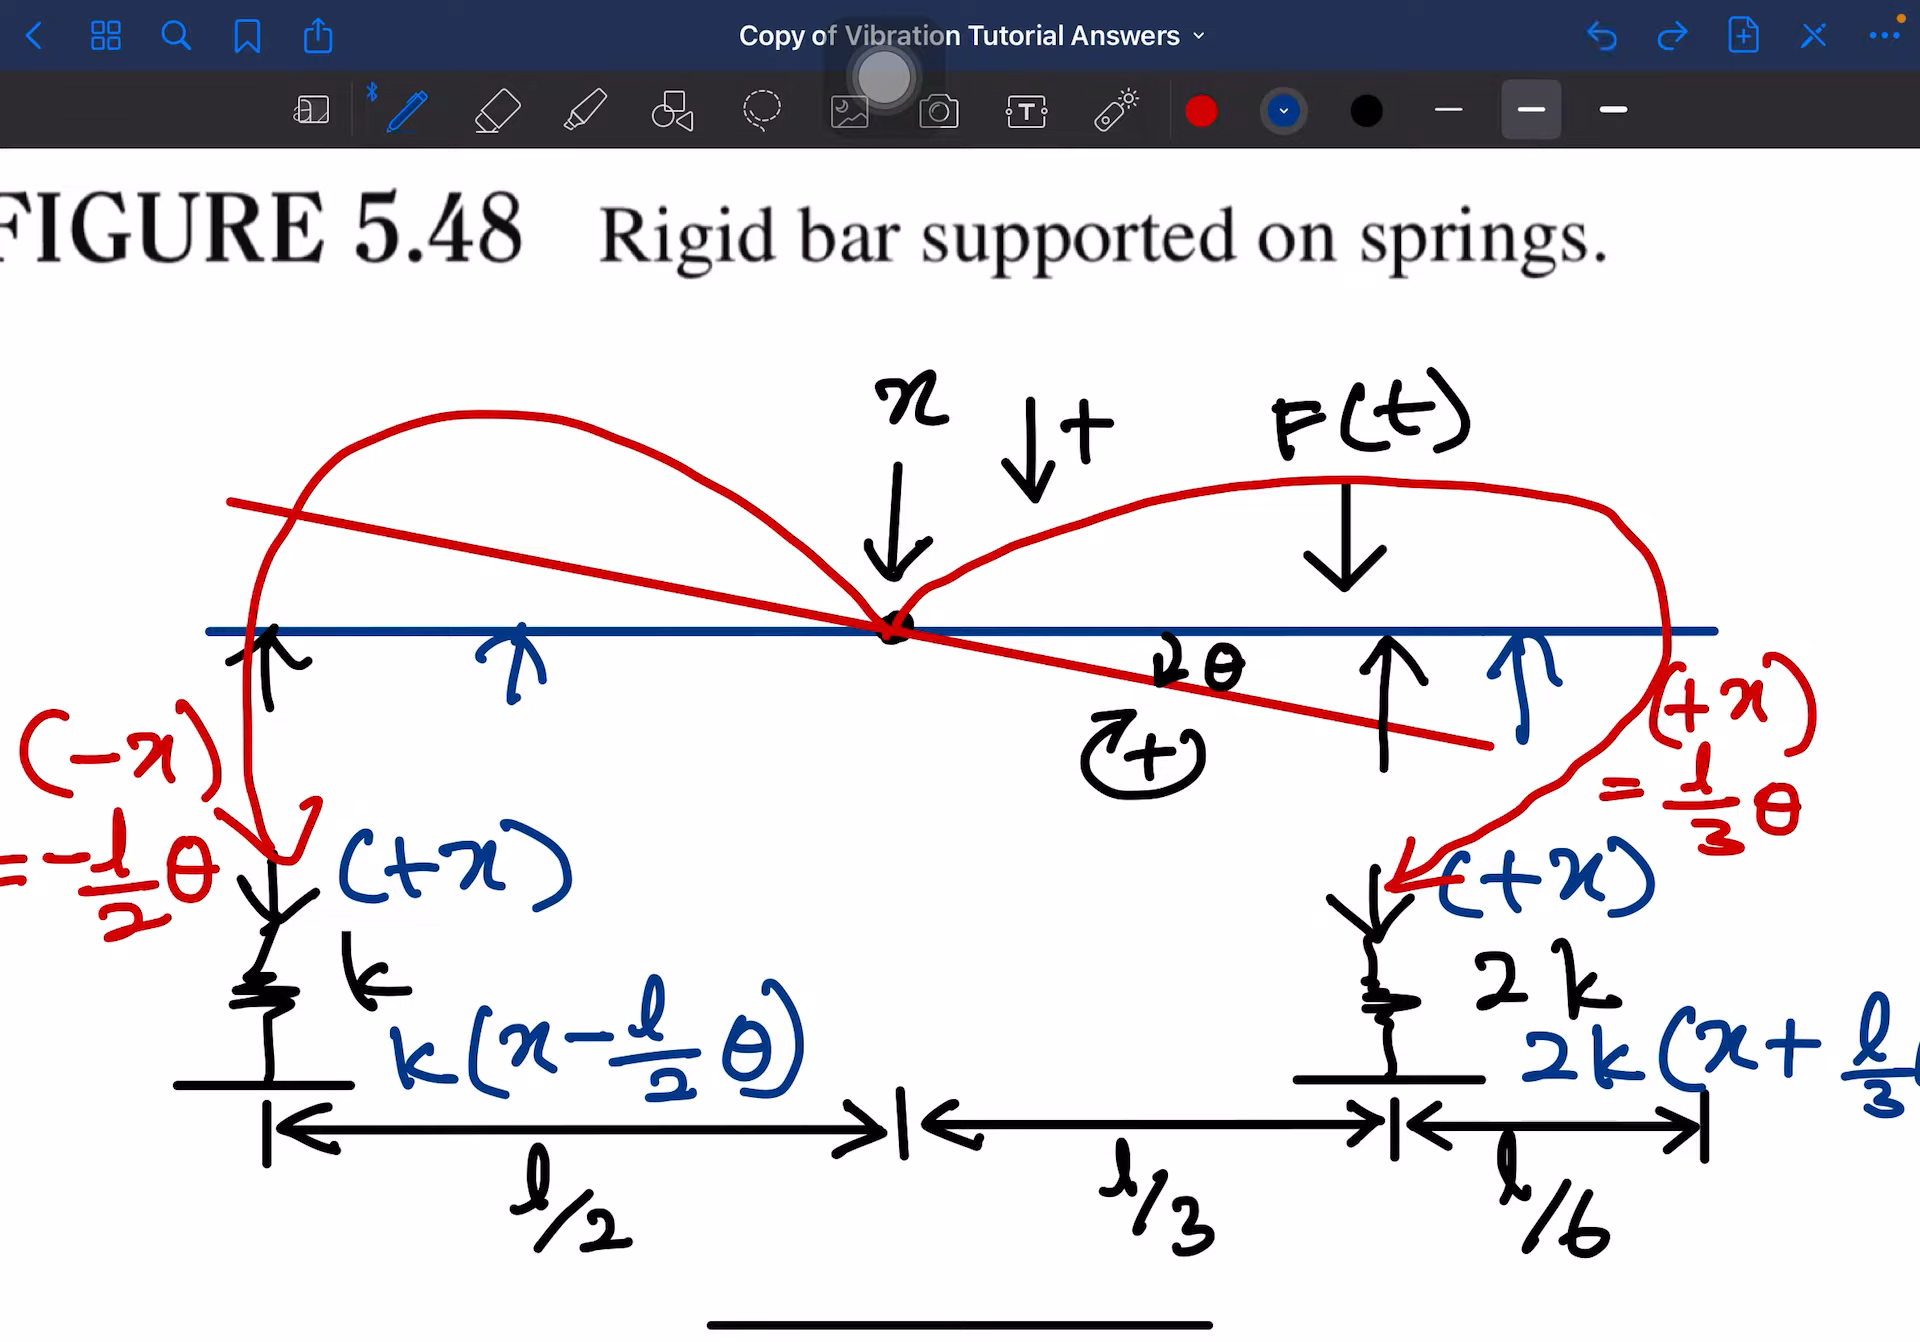 Copy of Vibration Tutorial Answers
FIGURE 5.48 Rigid bar supported on springs.
x
↓+
F(t)
θ
(+)
(-x)
= -l/2 θ
(+x)
= l/3 θ
(+x)
(+x)
k
2k
k(x - l/2 θ)
2k(x + l/3
l/2
l/3
l/6